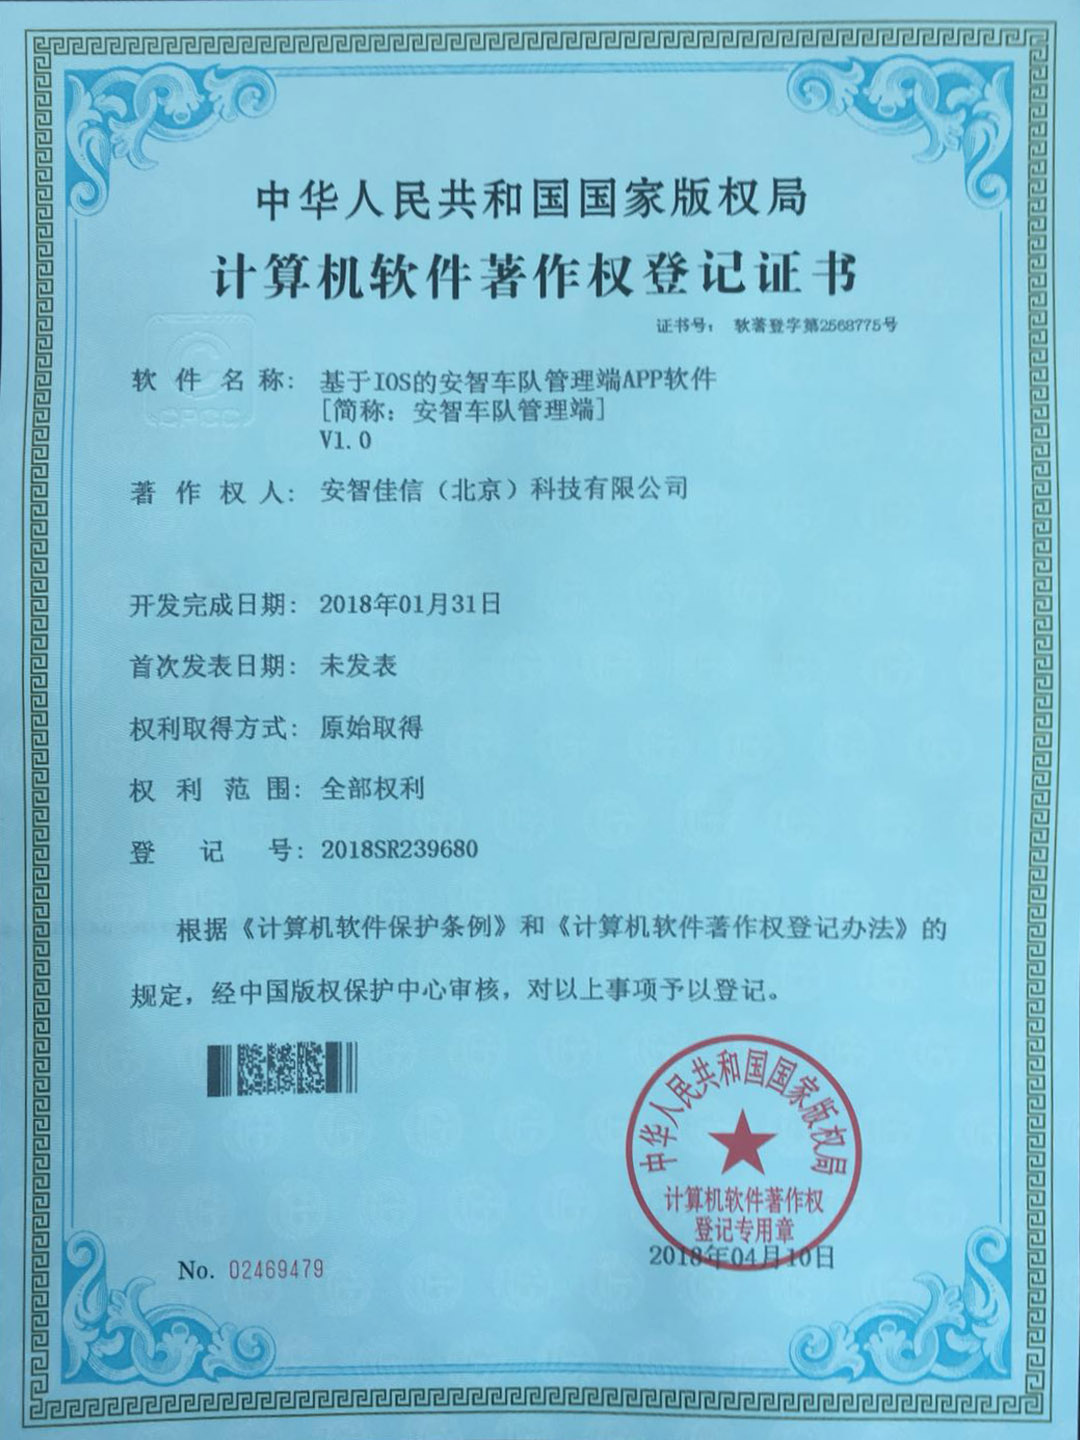 中华人民共和国国家版权局
计算机软件著作权登记证书
证书号： 软著登字第2568775号
CPCC
软件名称： 基于IOS的安智车队管理端APP软件
[简称：安智车队管理端]
V1.0
著作权人： 安智佳信（北京）科技有限公司
开发完成日期： 2018年01月31日
首次发表日期： 未发表
权利取得方式： 原始取得
权利范围： 全部权利
登记号： 2018SR239680
根据《计算机软件保护条例》和《计算机软件著作权登记办法》的
规定，经中国版权保护中心审核，对以上事项予以登记。
中华人民共和国国家版权局
计算机软件著作权
登记专用章
2018年04月10日
No. 02469479